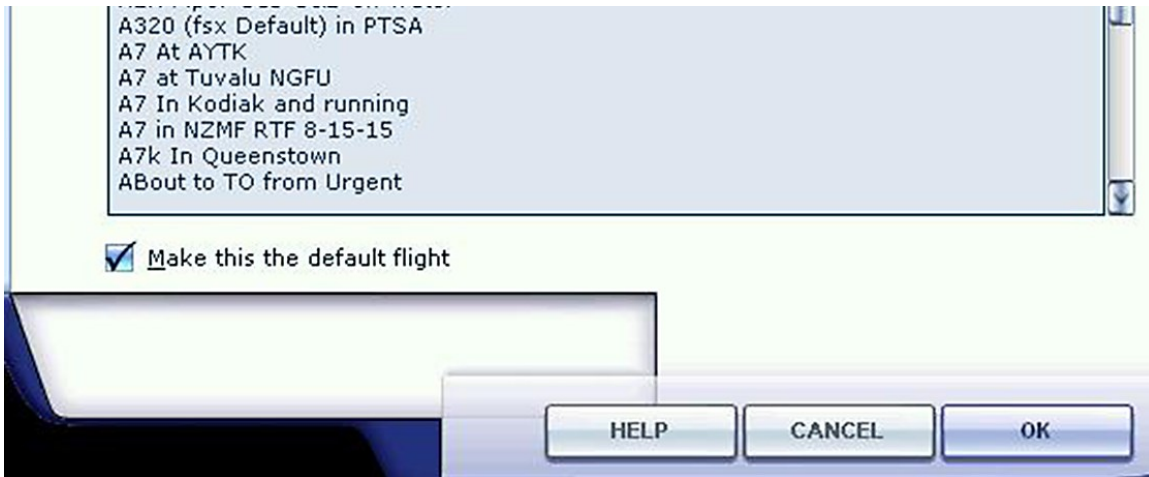 A320 (fsx Default) in PTSA
A7 At AYTK
A7 at Tuvalu NGFU
A7 In Kodiak and running
A7 in NZMF RTF 8-15-15
A7k In Queenstown
ABout to TO from Urgent
Make this the default flight
HELP CANCEL OK